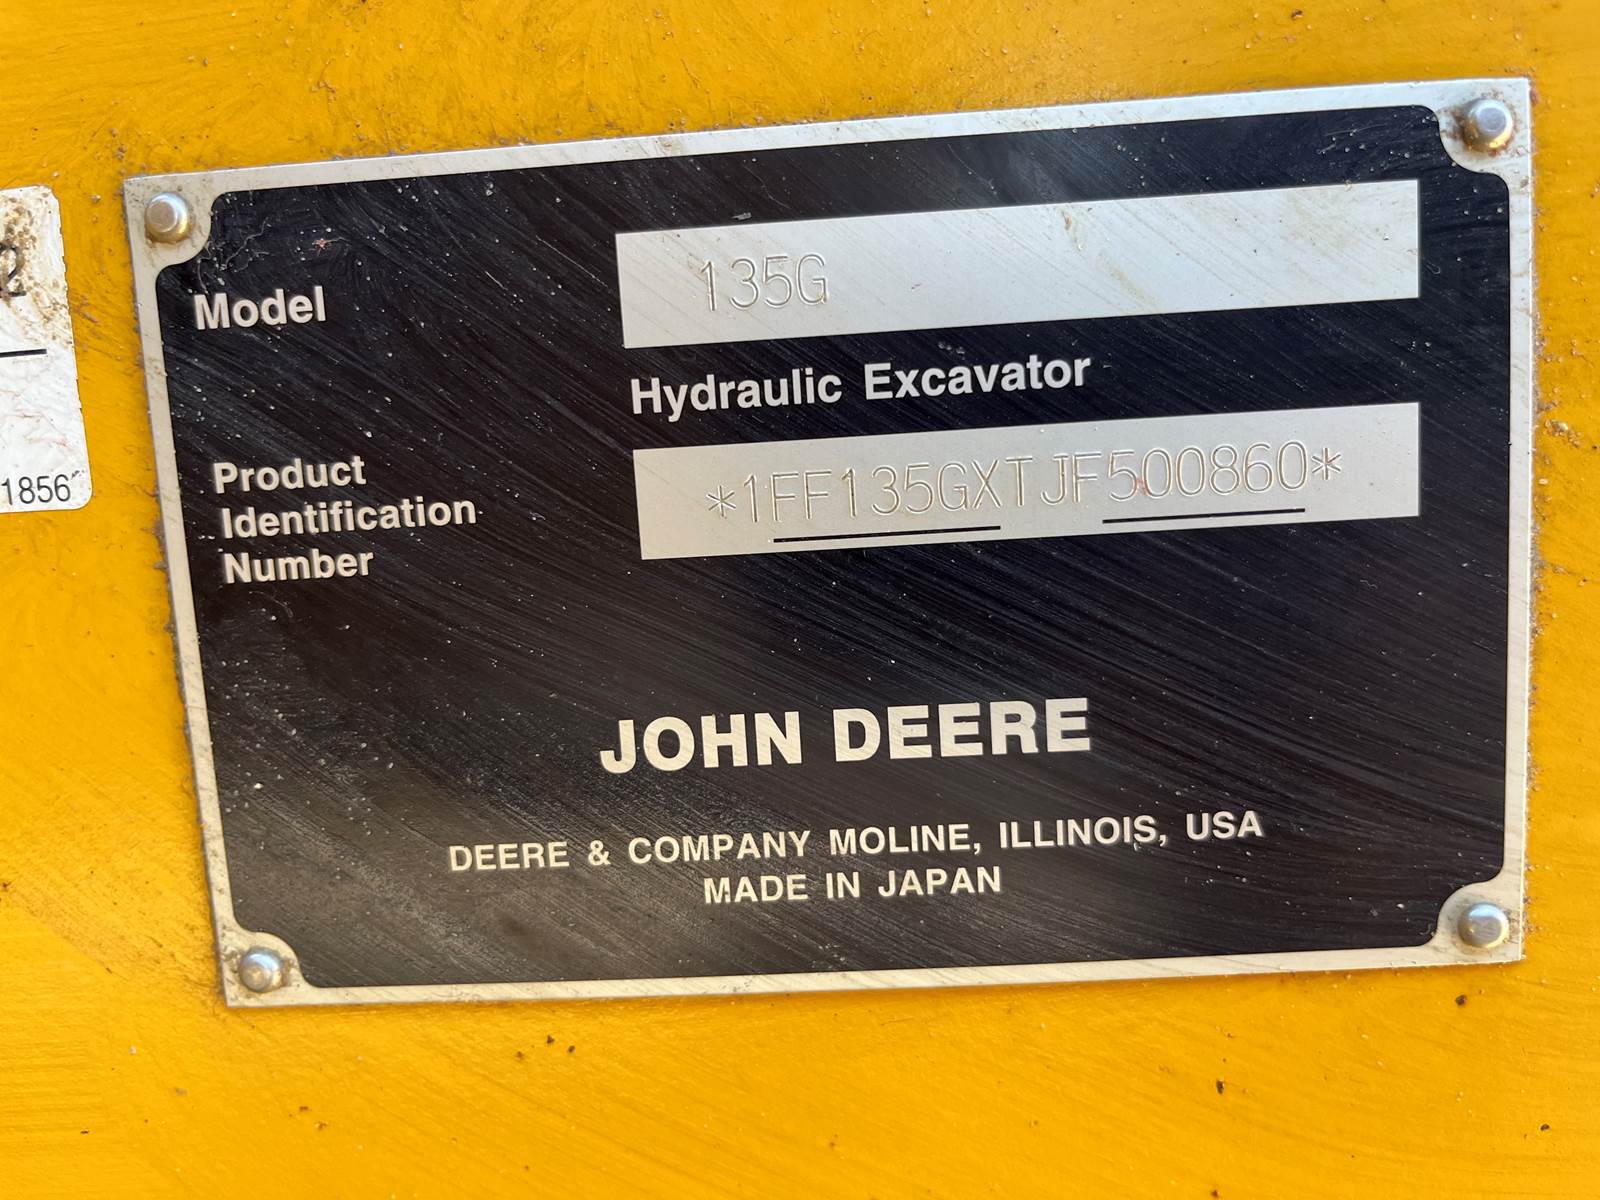 2
1856
Model
135G
Hydraulic Excavator
Product
Identification
Number
*1FF135GXTJF500860*
JOHN DEERE
DEERE & COMPANY MOLINE, ILLINOIS, USA
MADE IN JAPAN